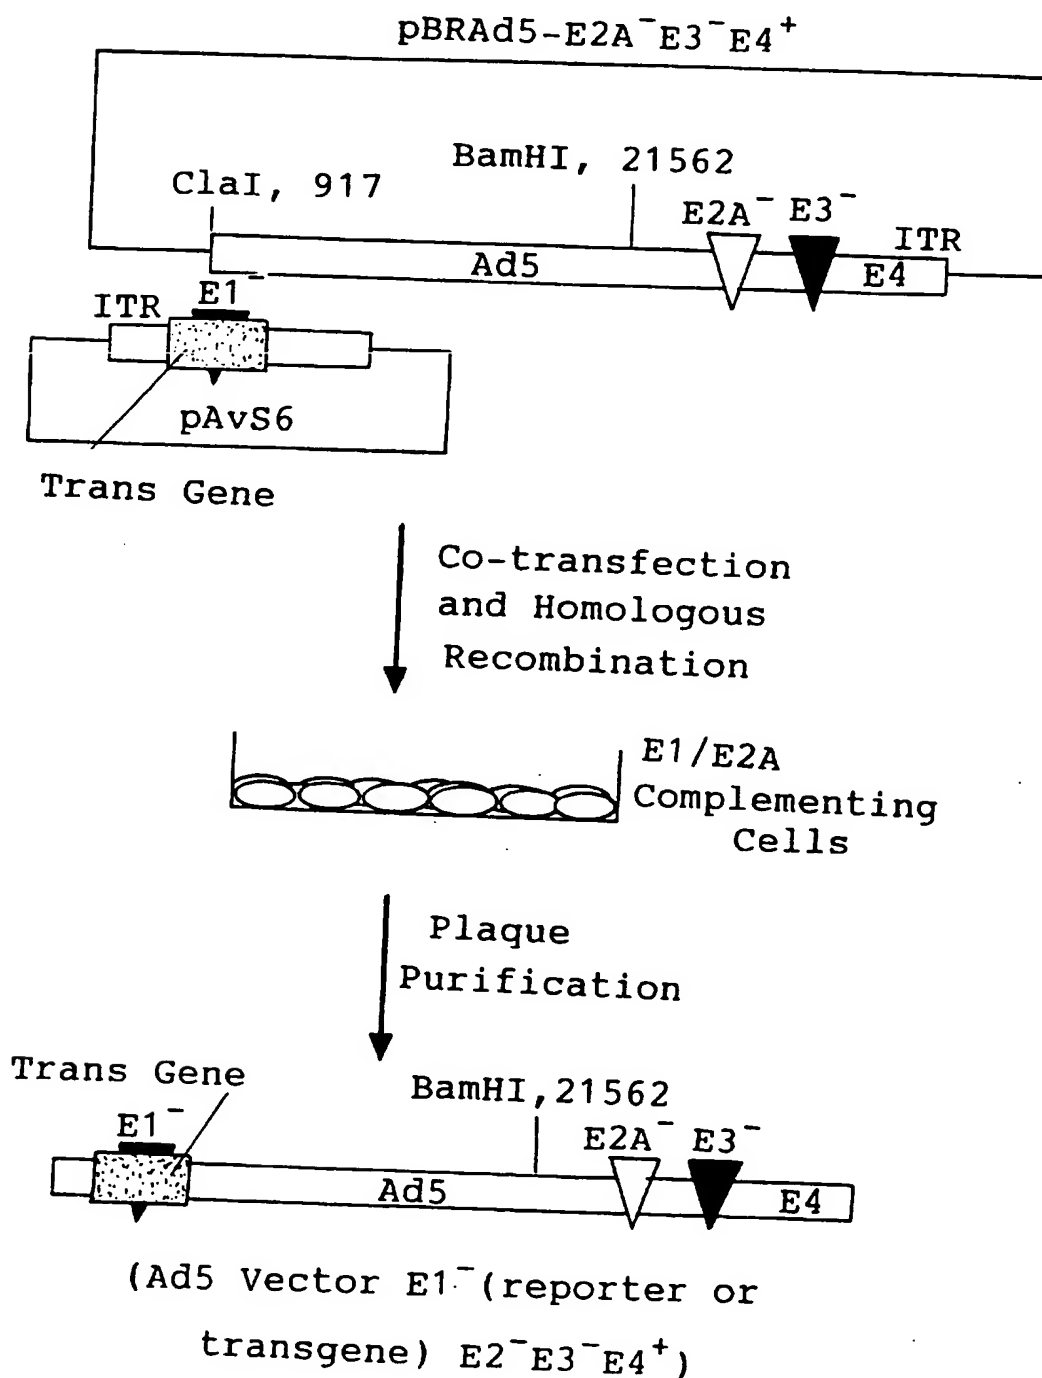 pBRAd5-E2A⁻E3⁻E4⁺
BamHI, 21562
ClaI, 917
E2A⁻ E3⁻
ITR
Ad5
E4
ITR
E1⁻
pAvS6
Trans Gene
Co-transfection
and Homologous
Recombination
E1/E2A
Complementing
Cells
Plaque
Purification
Trans Gene
BamHI,21562
E1⁻
E2A⁻ E3⁻
Ad5
E4
(Ad5 Vector E1⁻(reporter or
transgene) E2⁻E3⁻E4⁺)